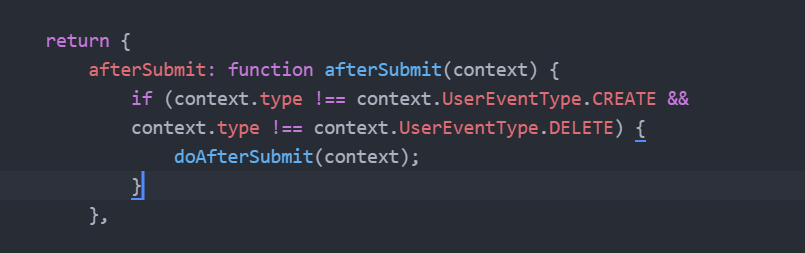 return {
afterSubmit: function afterSubmit(context) {
if (context.type !== context.UserEventType.CREATE &&
context.type !== context.UserEventType.DELETE) {
doAfterSubmit(context);
}
},